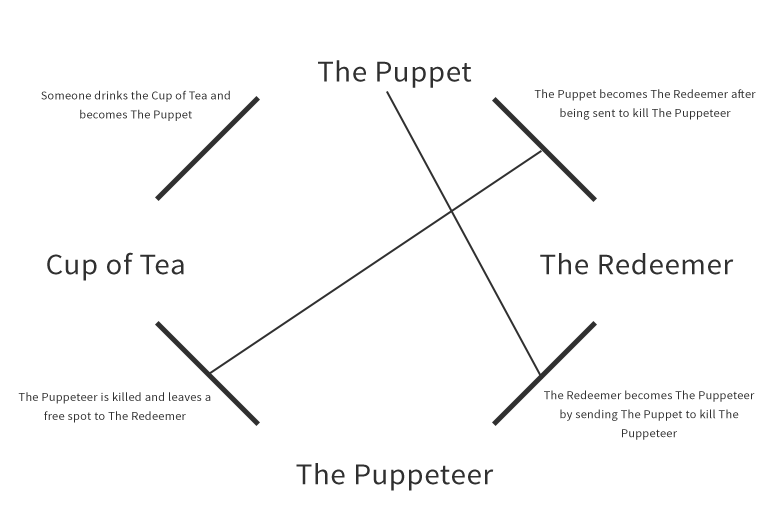 The Puppet
Someone drinks the Cup of Tea and
becomes The Puppet
The Puppet becomes The Redeemer after
being sent to kill The Puppeteer
Cup of Tea
The Redeemer
The Puppeteer is killed and leaves a
free spot to The Redeemer
The Redeemer becomes The Puppeteer
by sending The Puppet to kill The
Puppeteer
The Puppeteer